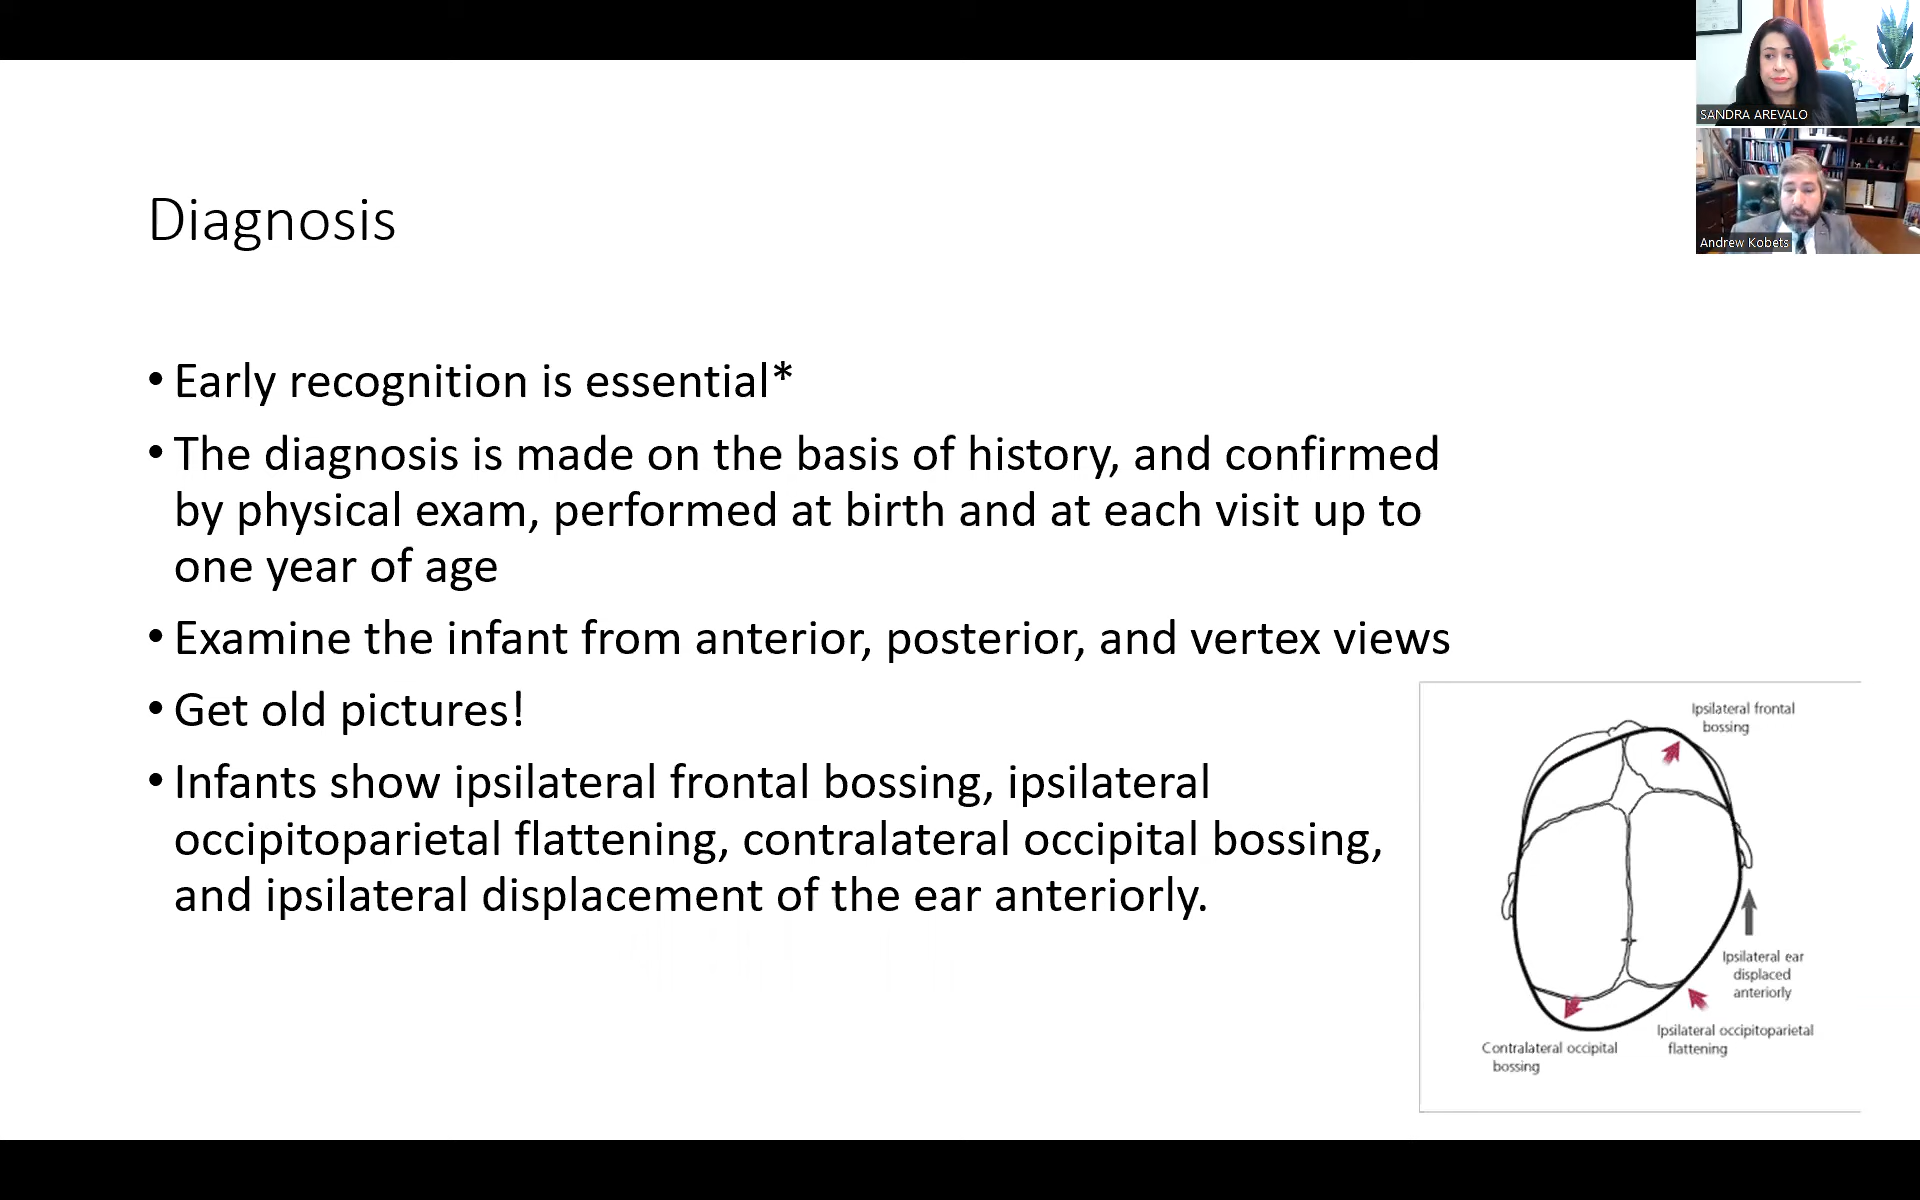 SANDRA AREVALO
Andrew Kobets
Diagnosis
• Early recognition is essential*
• The diagnosis is made on the basis of history, and confirmed
by physical exam, performed at birth and at each visit up to
one year of age
• Examine the infant from anterior, posterior, and vertex views
• Get old pictures!
• Infants show ipsilateral frontal bossing, ipsilateral
occipitoparietal flattening, contralateral occipital bossing,
and ipsilateral displacement of the ear anteriorly.
Ipsilateral frontal
bossing
Ipsilateral ear
displaced
anteriorly
Ipsilateral occipitoparietal
flattening
Contralateral occipital
bossing